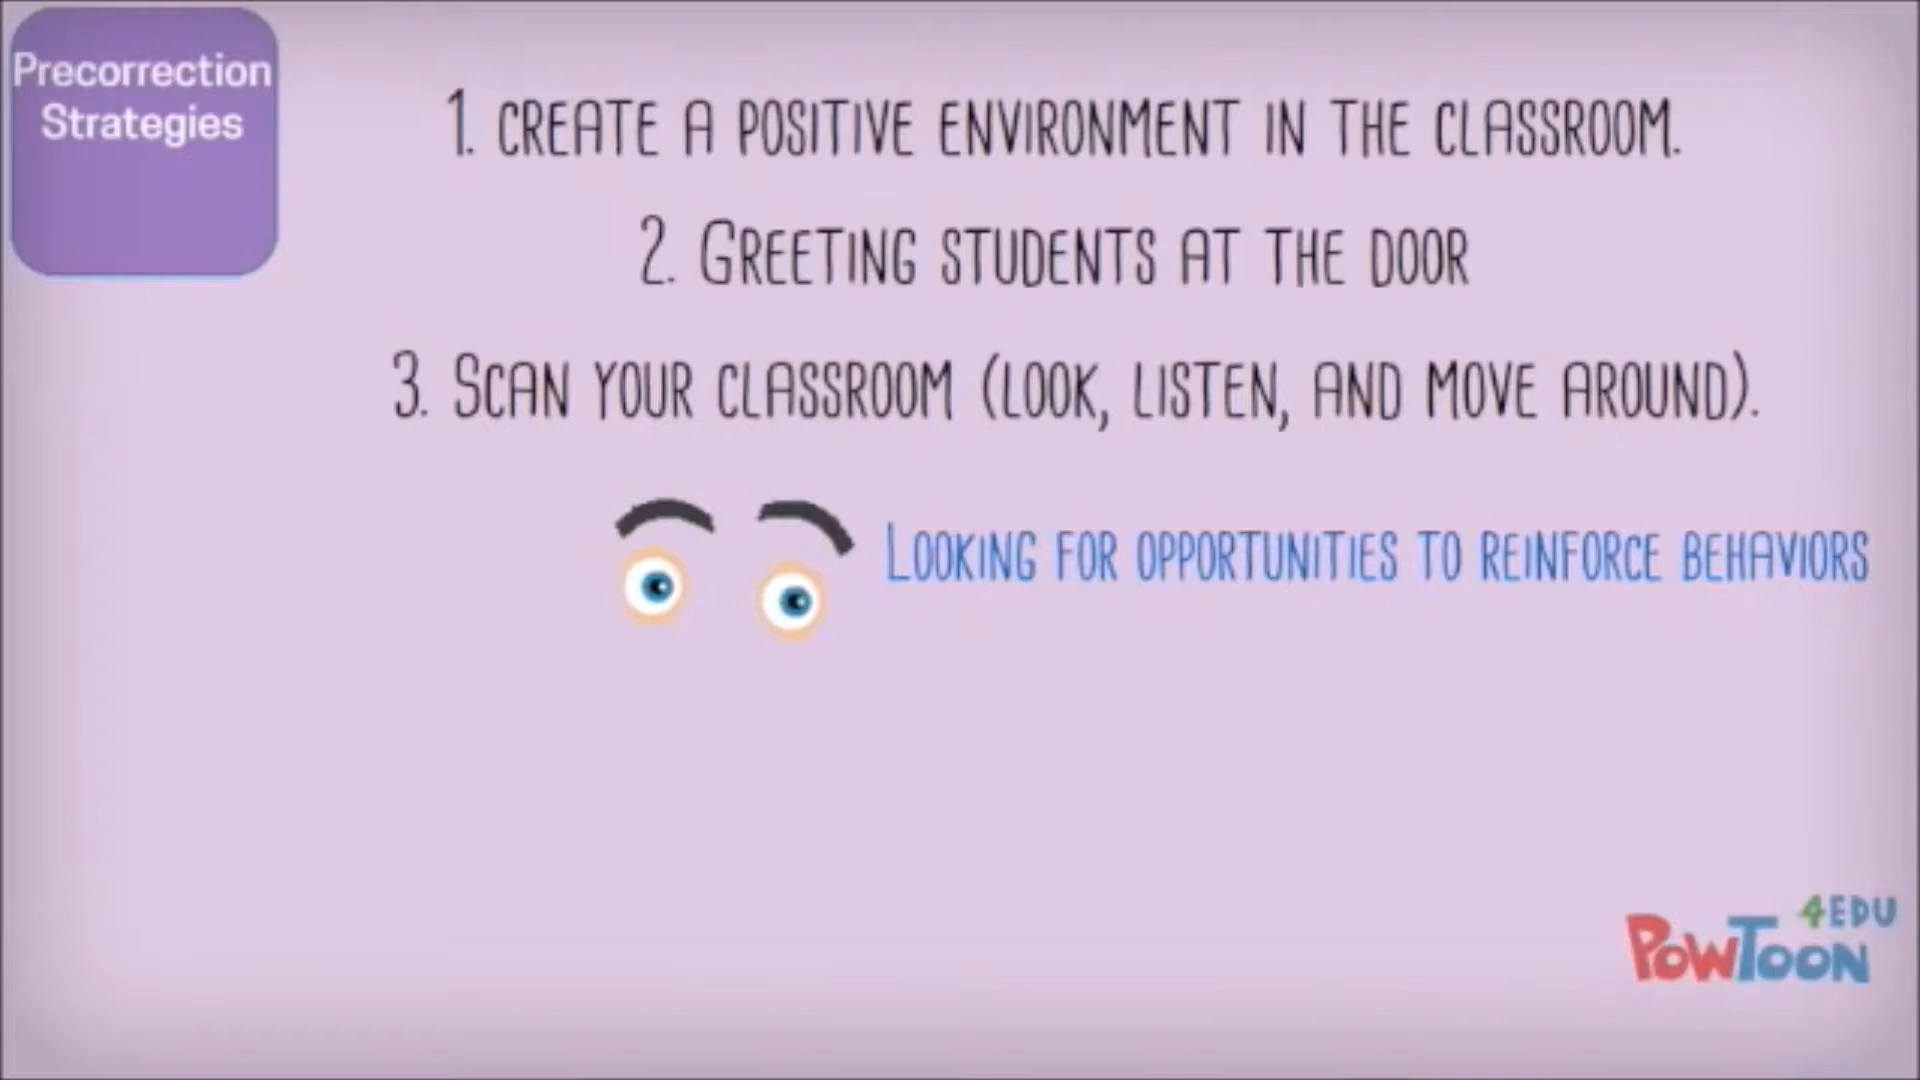 Precorrection
Strategies
1. CREATE A POSITIVE ENVIRONMENT IN THE CLASSROOM.
2. GREETING STUDENTS AT THE DOOR
3. SCAN YOUR CLASSROOM (LOOK, LISTEN, AND MOVE AROUND).
LOOKING FOR OPPORTUNITIES TO REINFORCE BEHAVIORS
4EDU
POWTOON